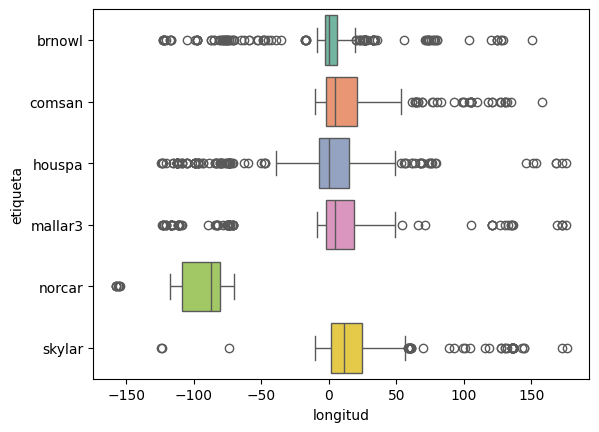 brnowl
comsan
houspa
mallar3
norcar
skylar
etiqueta
−150 −100 −50 0 50 100 150
longitud